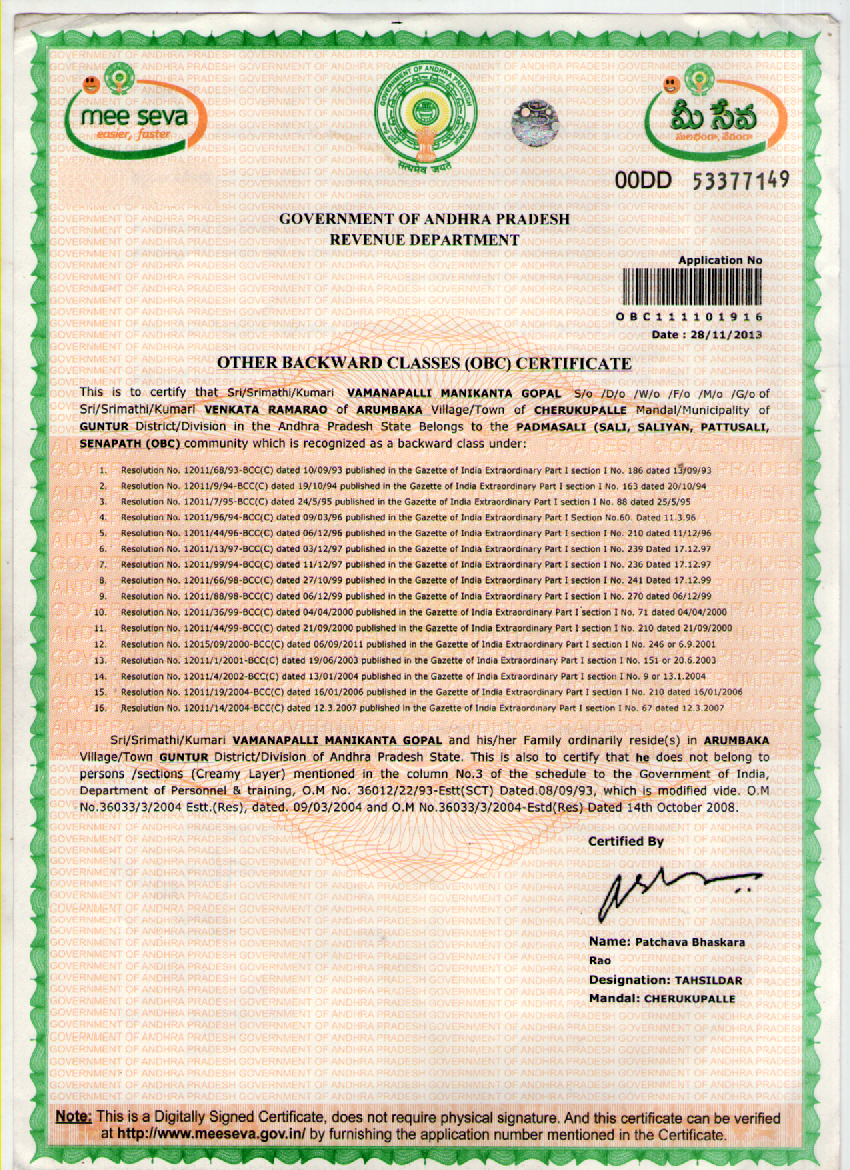 mee seva
easier, faster
GOVERNMENT OF ANDHRA PRADESH
सत्यमेव जयते
మీ సేవ
00DD 53377149
GOVERNMENT OF ANDHRA PRADESH
REVENUE DEPARTMENT
Application No
OBC111101916
Date : 28/11/2013
OTHER BACKWARD CLASSES (OBC) CERTIFICATE
This is to certify that Sri/Srimathi/Kumari VAMANAPALLI MANIKANTA GOPAL S/o /D/o /W/o /F/o /M/o /G/o of
Sri/Srimathi/Kumari VENKATA RAMARAO of ARUMBAKA Village/Town of CHERUKUPALLE Mandal/Municipality of
GUNTUR District/Division in the Andhra Pradesh State Belongs to the PADMASALI (SALI, SALIYAN, PATTUSALI,
SENAPATH (OBC) community which is recognized as a backward class under:
1. Resolution No. 12011/68/93-BCC(C) dated 10/09/93 published in the Gazette of India Extraordinary Part I section I No. 186 dated 13/09/93
2. Resolution No. 12011/9/94-BCC(C) dated 19/10/94 published in the Gazette of India Extraordinary Part I section I No. 163 dated 20/10/94
3. Resolution No. 12011/7/95-BCC(C) dated 24/5/95 published in the Gazette of India Extraordinary Part I section I No. 88 dated 25/5/95
4. Resolution No. 12011/96/94-BCC(C) dated 09/03/96 published in the Gazette of India Extraordinary Part I Section No.60. Dated 11.3.96
5. Resolution No. 12011/44/96-BCC(C) dated 06/12/96 published in the Gazette of India Extraordinary Part I section I No. 210 dated 11/12/96
6. Resolution No. 12011/13/97-BCC(C) dated 03/12/97 published in the Gazette of India Extraordinary Part I section I No. 239 Dated 17.12.97
7. Resolution No. 12011/99/94-BCC(C) dated 11/12/97 published in the Gazette of India Extraordinary Part I section I No. 236 Dated 17.12.97
8. Resolution No. 12011/66/98-BCC(C) dated 27/10/99 published in the Gazette of India Extraordinary Part I section I No. 241 Dated 17.12.99
9. Resolution No. 12011/88/98-BCC(C) dated 06/12/99 published in the Gazette of India Extraordinary Part I section I No. 270 dated 06/12/99
10. Resolution No. 12011/36/99-BCC(C) dated 04/04/2000 published in the Gazette of India Extraordinary Part I section I No. 71 dated 04/04/2000
11. Resolution No. 12011/44/99-BCC(C) dated 21/09/2000 published in the Gazette of India Extraordinary Part I section I No. 210 dated 21/09/2000
12. Resolution No. 12015/09/2000-BCC(C) dated 06/09/2011 published in the Gazette of India Extraordinary Part I section I No. 246 or 6.9.2001
13. Resolution No. 12011/1/2001-BCC(C) dated 19/06/2003 published in the Gazette of India Extraordinary Part I section I No. 151 or 20.6.2003
14. Resolution No. 12011/4/2002-BCC(C) dated 13/01/2004 published in the Gazette of India Extraordinary Part I section I No. 9 or 13.1.2004
15. Resolution No. 12011/19/2004-BCC(C) dated 16/01/2006 published in the Gazette of India Extraordinary Part I section I No. 210 dated 16/01/2006
16. Resolution No. 12011/14/2004-BCC(C) dated 12.3.2007 published in the Gazette of India Extraordinary Part I section I No. 67 dated 12.3.2007
Sri/Srimathi/Kumari VAMANAPALLI MANIKANTA GOPAL and his/her Family ordinarily reside(s) in ARUMBAKA
Village/Town GUNTUR District/Division of Andhra Pradesh State. This is also to certify that he does not belong to
persons /sections (Creamy Layer) mentioned in the column No.3 of the schedule to the Government of India,
Department of Personnel & training, O.M No. 36012/22/93-Estt(SCT) Dated.08/09/93, which is modified vide. O.M
No.36033/3/2004 Estt.(Res), dated. 09/03/2004 and O.M No.36033/3/2004-Estd(Res) Dated 14th October 2008.
Certified By
Name: Patchava Bhaskara
Rao
Designation: TAHSILDAR
Mandal: CHERUKUPALLE
Note: This is a Digitally Signed Certificate, does not require physical signature. And this certificate can be verified
at http://www.meeseva.gov.in/ by furnishing the application number mentioned in the Certificate.